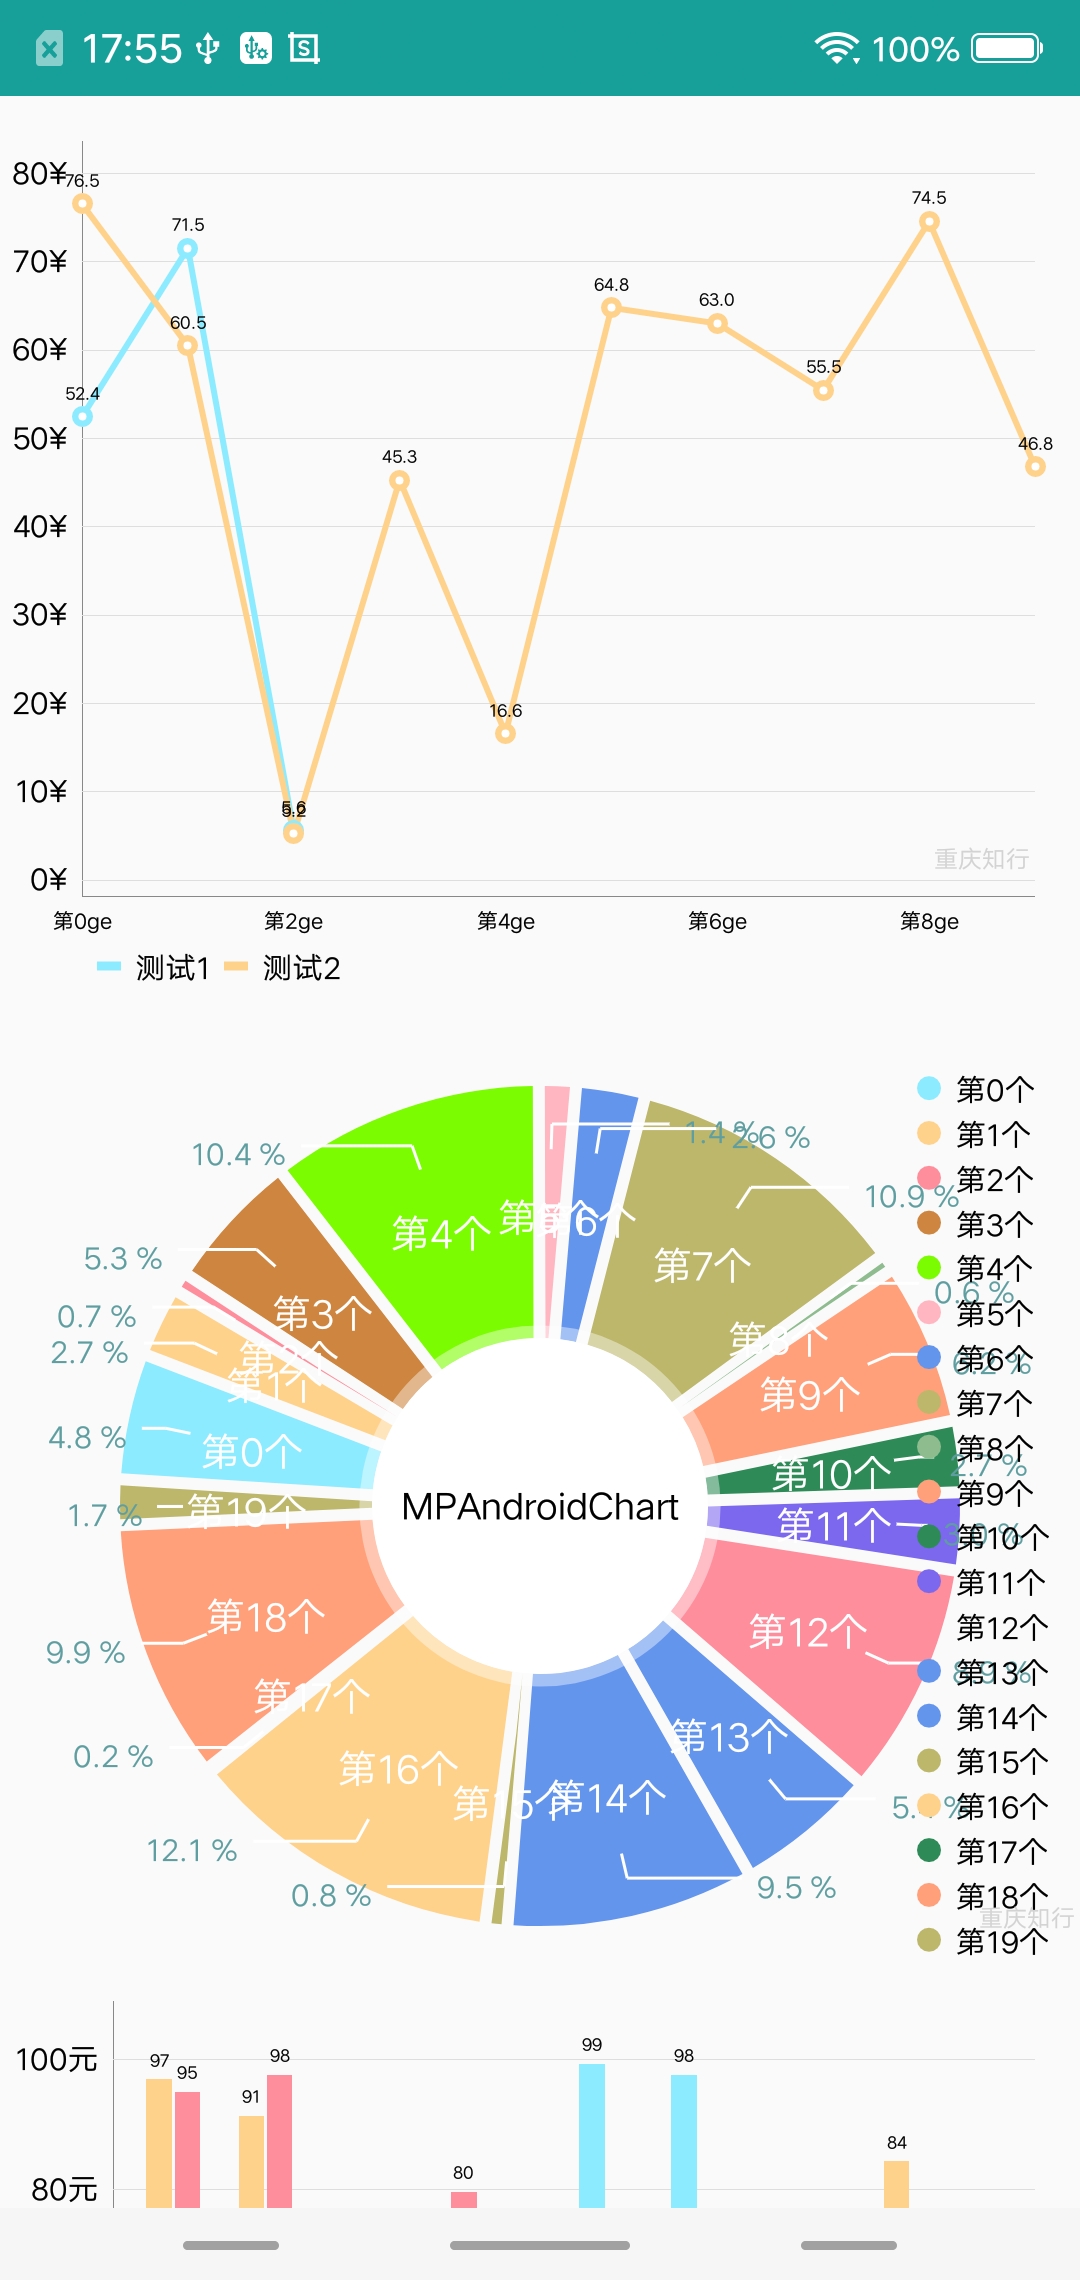 17:55
100%
80¥
76.5
74.5
71.5
70¥
64.8
63.0
60.5
60¥
55.5
52.4
50¥
46.8
45.3
40¥
30¥
20¥
16.6
10¥
5.2
重庆知行
0¥
第0ge 第2ge 第4ge 第6ge 第8ge
测试1 测试2
第0个
第1个
第2个
第3个
第4个
第5个
第6个
第7个
第8个
第9个
第10个
第11个
第12个
第13个
第14个
第15个
第16个
第17个
第18个
第19个
重庆知行
1.4 %
2.6 %
10.4 %
10.9 %
5.3 %
0.6 %
0.7 %
2.7 %
6.2 %
4.8 %
2.7 %
1.7 %
9.9 %
0.2 %
12.1 %
0.8 %
9.5 %
第4个
第6个
第7个
第3个
第8个
第2个
第1个
第9个
第0个
第10个
第19个
第11个
MPAndroidChart
第18个
第12个
第17个
第13个
第16个
第15个
第14个
100元
97
95
91
98
99
98
80元
80
84